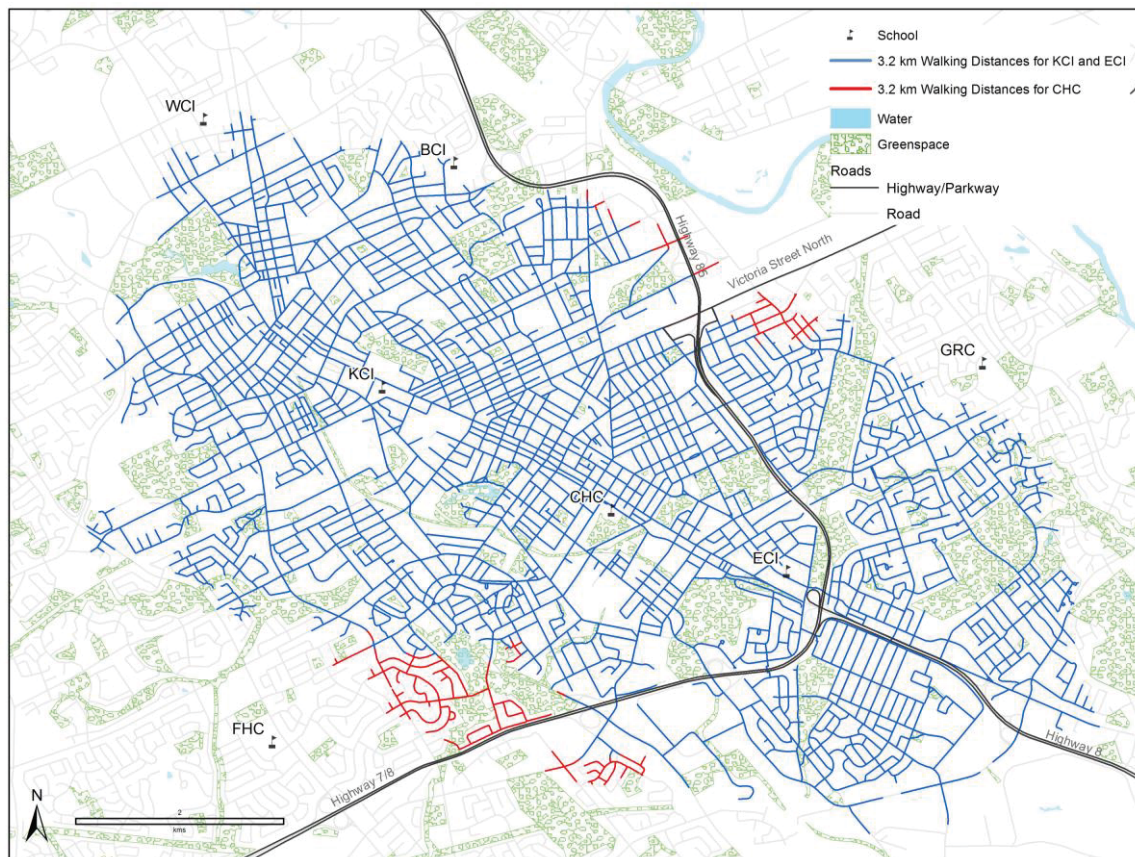 School
3.2 km Walking Distances for KCI and ECI
3.2 km Walking Distances for CHC
Water
Greenspace
Roads
Highway/Parkway
Road
WCI
BCI
Highway 86
Victoria Street North
GRC
KCI
CHC
ECI
FHC
Highway 7/8
Highway 8
N
2
kms